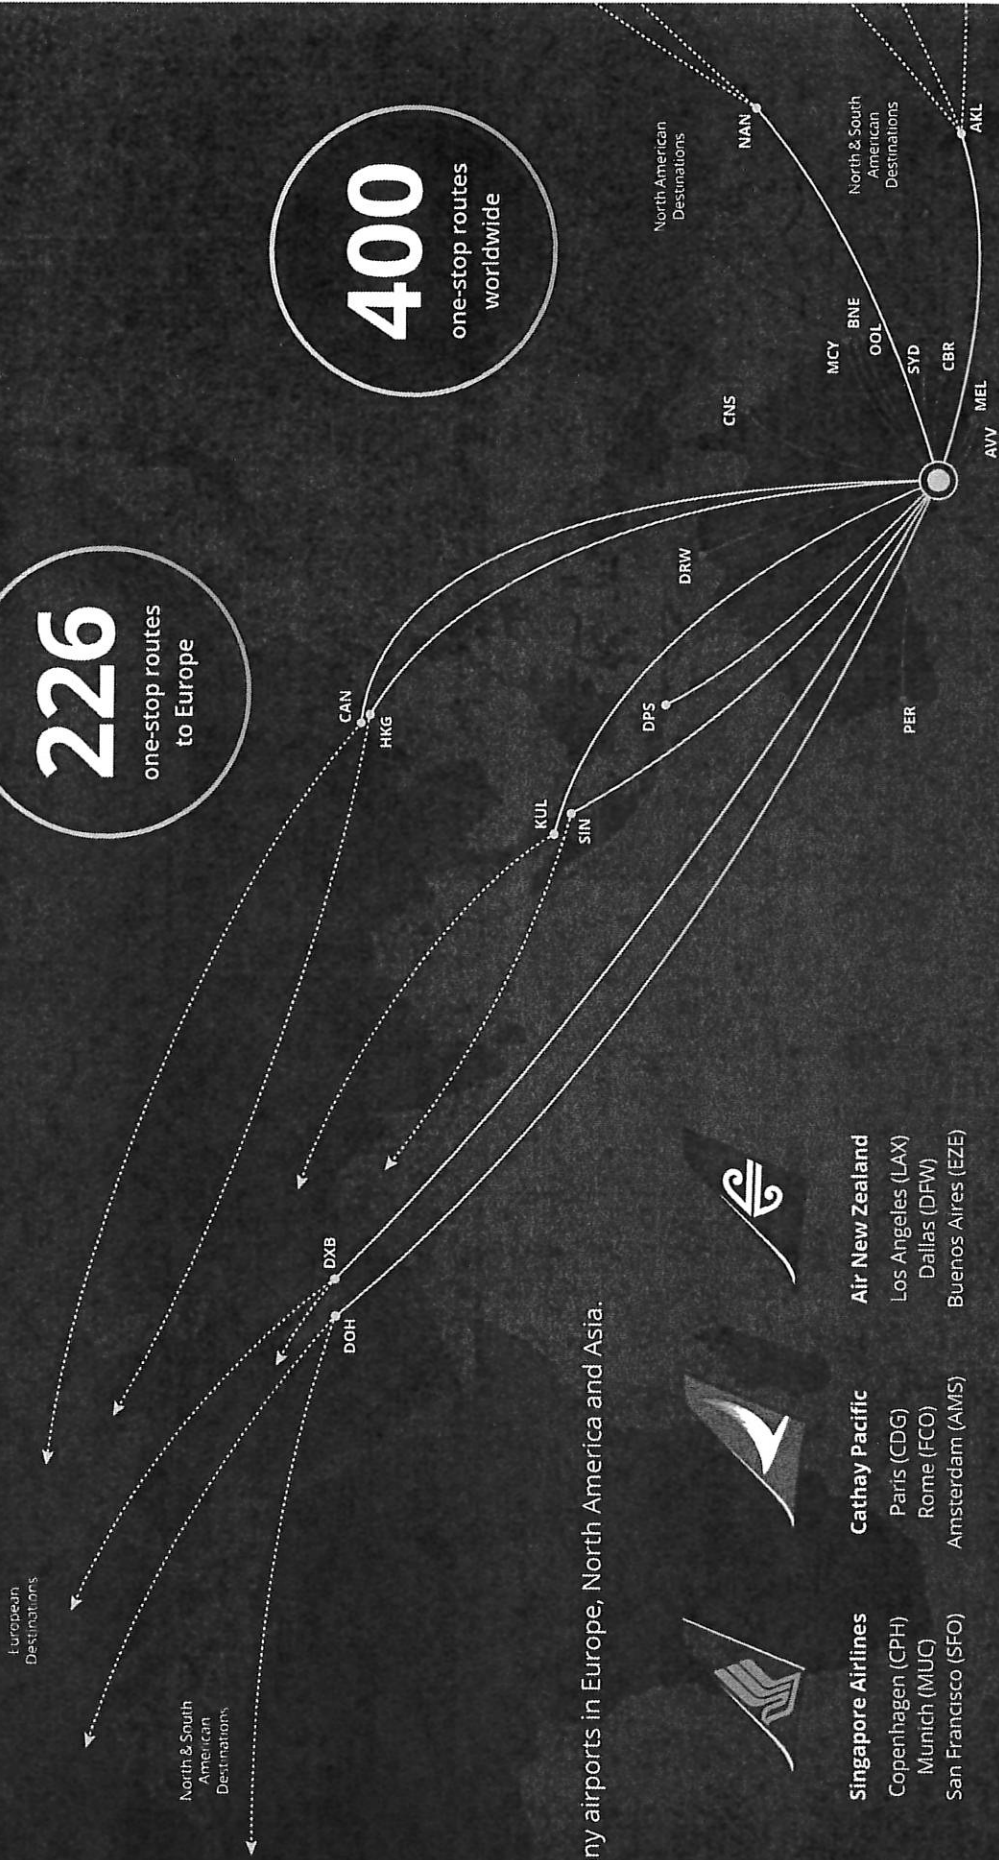 European
Destinations
226
one-stop routes
to Europe
North & South
American
Destinations
400
one-stop routes
worldwide
DOH
DXB
CAN
HKG
KUL
SIN
DPS
DRW
PER
CNS
MCY
BNE
OOL
SYD
CBR
MEL
AVV
NAN
North American
Destinations
North & South
American
Destinations
AKL
airports in Europe, North America and Asia.
Singapore Airlines
Copenhagen (CPH)
Munich (MUC)
San Francisco (SFO)
Cathay Pacific
Paris (CDG)
Rome (FCO)
Amsterdam (AMS)
Air New Zealand
Los Angeles (LAX)
Dallas (DFW)
Buenos Aires (EZE)